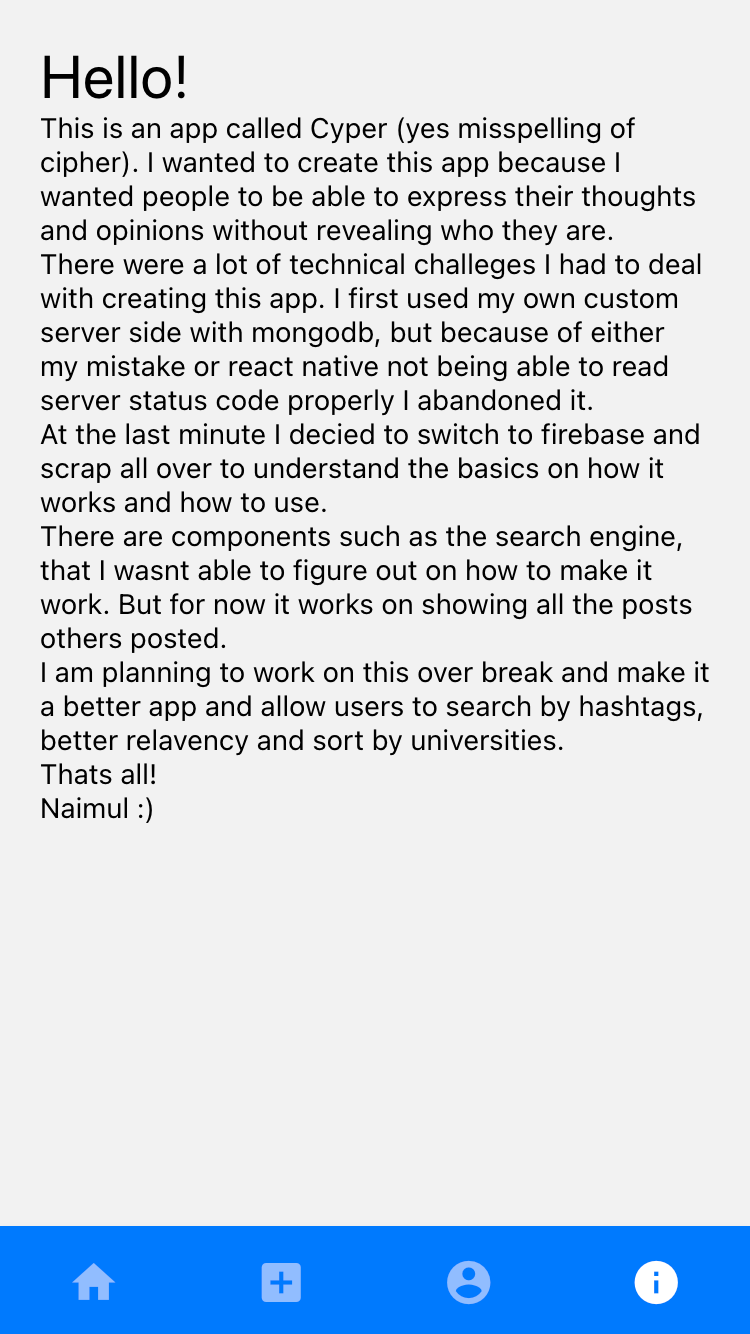 Hello!
This is an app called Cyper (yes misspelling of
cipher). I wanted to create this app because I
wanted people to be able to express their thoughts
and opinions without revealing who they are.
There were a lot of technical challeges I had to deal
with creating this app. I first used my own custom
server side with mongodb, but because of either
my mistake or react native not being able to read
server status code properly I abandoned it.
At the last minute I decied to switch to firebase and
scrap all over to understand the basics on how it
works and how to use.
There are components such as the search engine,
that I wasnt able to figure out on how to make it
work. But for now it works on showing all the posts
others posted.
I am planning to work on this over break and make it
a better app and allow users to search by hashtags,
better relavency and sort by universities.
Thats all!
Naimul :)